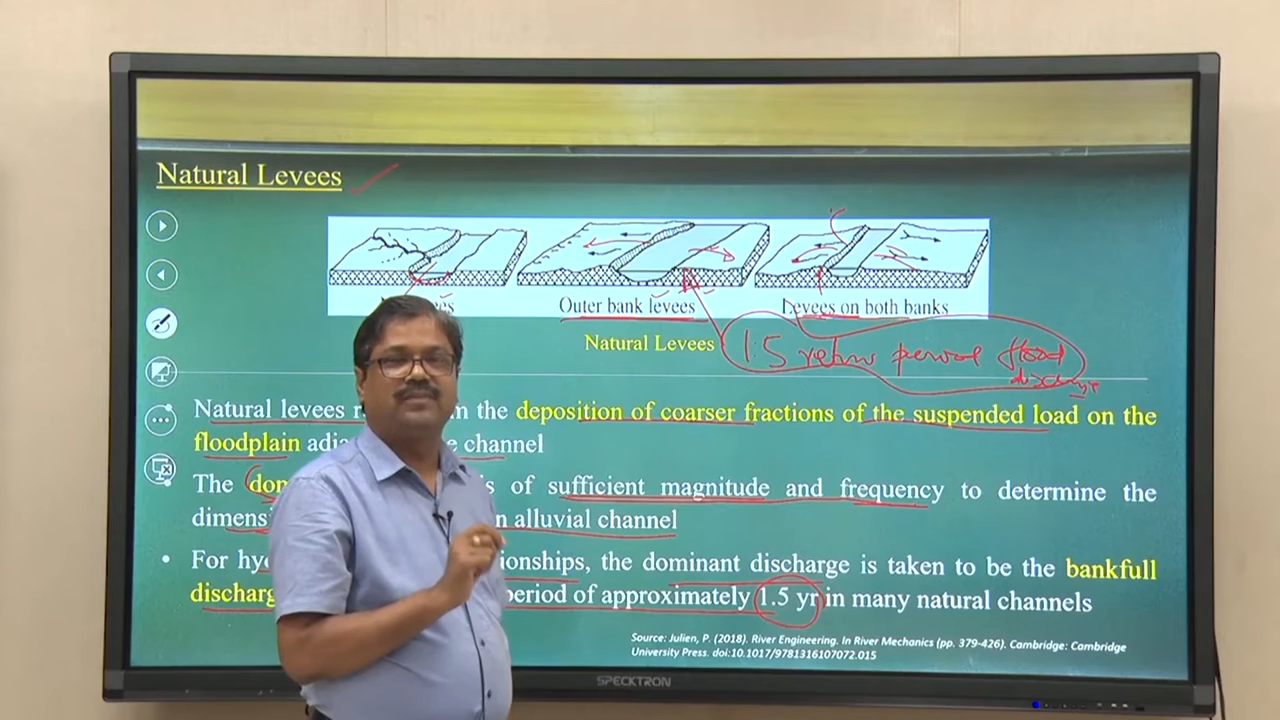 Natural Levees
Outer bank levees
Levees on both banks
Natural Levees
1.5 return period flood
discharge
Natural levees the deposition of coarser fractions of the suspended load on the
floodplain channel
The of sufficient magnitude and frequency to determine the
alluvial channel
• For the dominant discharge is taken to be the bankfull
period of approximately 1.5 yr in many natural channels
Source: Julien, P. (2018). River Engineering. In River Mechanics (pp. 379-426). Cambridge: Cambridge
University Press. doi:10.1017/9781316107072.015
SPECKTRON